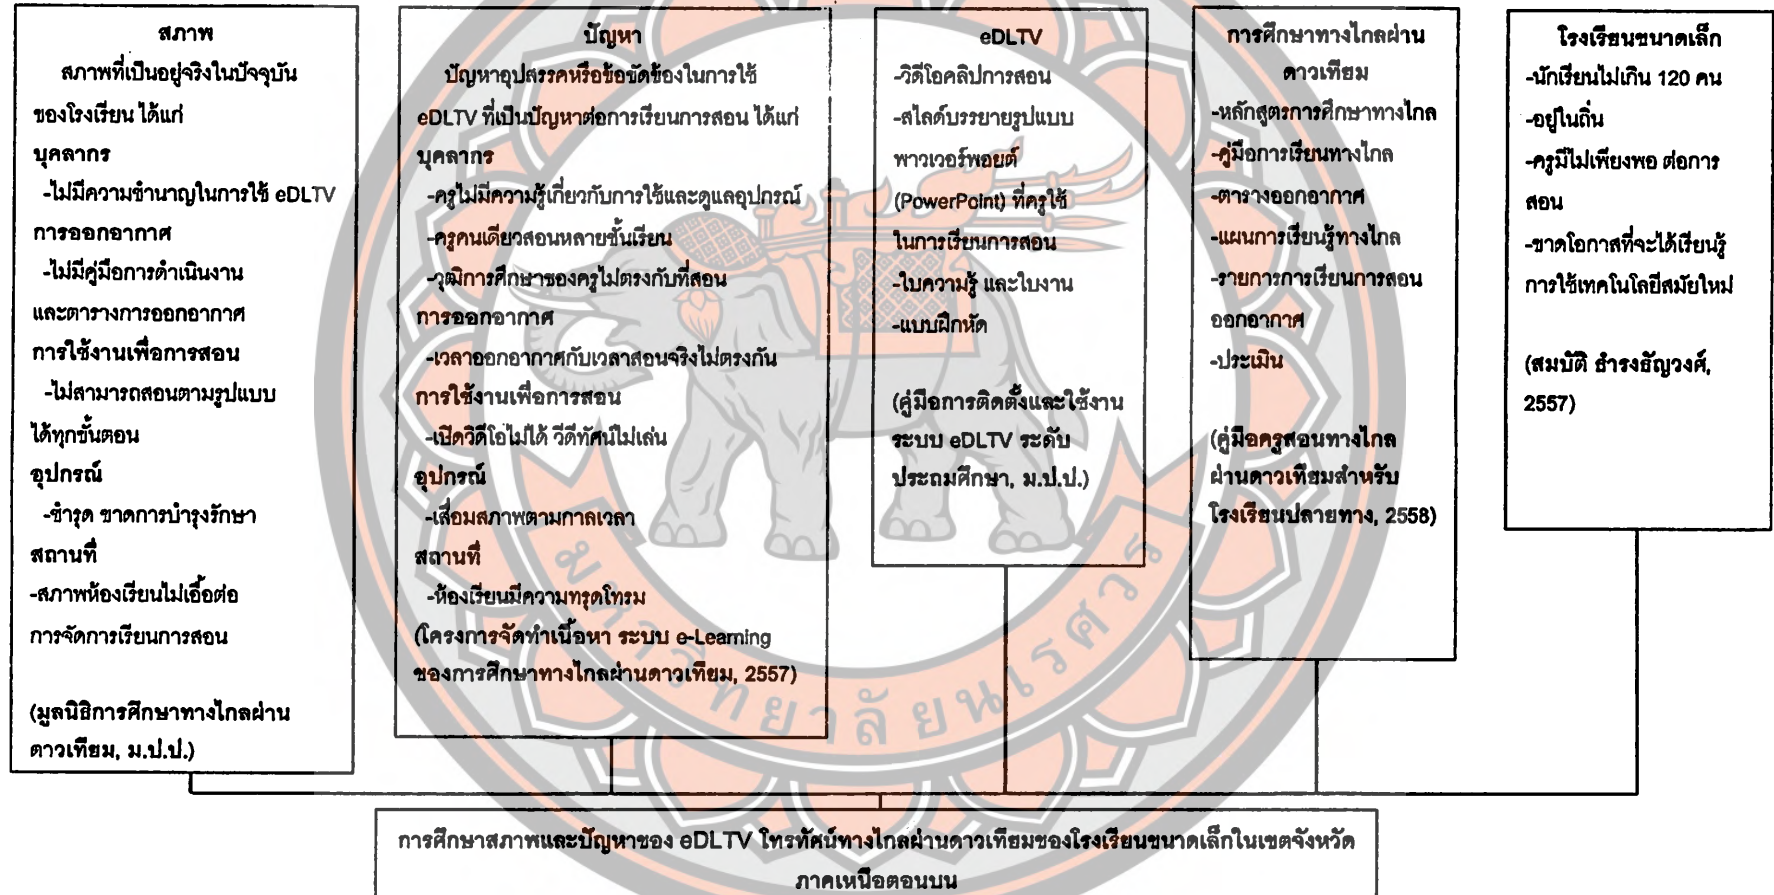 สภาพ
สภาพที่เป็นอยู่จริงในปัจจุบัน
ของโรงเรียน ได้แก่
บุคลากร
-ไม่มีความชำนาญในการใช้ eDLTV
การออกอากาศ
-ไม่มีคู่มือการดำเนินงาน
และตารางการออกอากาศ
การใช้งานเพื่อการสอน
-ไม่สามารถสอนตามรูปแบบ
ได้ทุกขั้นตอน
อุปกรณ์
-ชำรุด ขาดการบำรุงรักษา
สถานที่
-สภาพห้องเรียนไม่เอื้อต่อ
การจัดการเรียนการสอน
(มูลนิธิการศึกษาทางไกลผ่าน
ดาวเทียม, ม.ป.ป.)
ปัญหา
ปัญหาอุปสรรคหรือข้อขัดข้องในการใช้
eDLTV ที่เป็นปัญหาต่อการเรียนการสอน ได้แก่
บุคลากร
-ครูไม่มีความรู้เกี่ยวกับการใช้และดูแลอุปกรณ์
-ครูคนเดียวสอนหลายชั้นเรียน
-วุฒิการศึกษาของครูไม่ตรงกับที่สอน
การออกอากาศ
-เวลาออกอากาศกับเวลาสอนจริงไม่ตรงกัน
การใช้งานเพื่อการสอน
-เปิดวิดีโอไม่ได้ วีดีทัศน์ไม่เล่น
อุปกรณ์
-เสื่อมสภาพตามกาลเวลา
สถานที่
-ห้องเรียนมีความทรุดโทรม
(โครงการจัดทำเนื้อหา ระบบ e-Learning
ของการศึกษาทางไกลผ่านดาวเทียม, 2557)
eDLTV
-วิดีโอคลิปการสอน
-สไลด์บรรยายรูปแบบ
พาวเวอร์พอยต์
(PowerPoint) ที่ครูใช้
ในการเรียนการสอน
-ใบความรู้ และใบงาน
-แบบฝึกหัด
(คู่มือการติดตั้งและใช้งาน
ระบบ eDLTV ระดับ
ประถมศึกษา, ม.ป.ป.)
การศึกษาทางไกลผ่าน
ดาวเทียม
-หลักสูตรการศึกษาทางไกล
-คู่มือการเรียนทางไกล
-ตารางออกอากาศ
-แผนการเรียนรู้ทางไกล
-รายการการเรียนการสอน
ออกอากาศ
-ประเมิน
(คู่มือครูสอนทางไกล
ผ่านดาวเทียมสำหรับ
โรงเรียนปลายทาง, 2558)
โรงเรียนขนาดเล็ก
-นักเรียนไม่เกิน 120 คน
-อยู่ในถิ่น
-ครูมีไม่เพียงพอ ต่อการ
สอน
-ขาดโอกาสที่จะได้เรียนรู้
การใช้เทคโนโลยีสมัยใหม่
(สมบัติ ธำรงธัญวงศ์,
2557)
การศึกษาสภาพและปัญหาของ eDLTV โทรทัศน์ทางไกลผ่านดาวเทียมของโรงเรียนขนาดเล็กในเขตจังหวัด
ภาคเหนือตอนบน
มหาวิทยาลัยนเรศวร